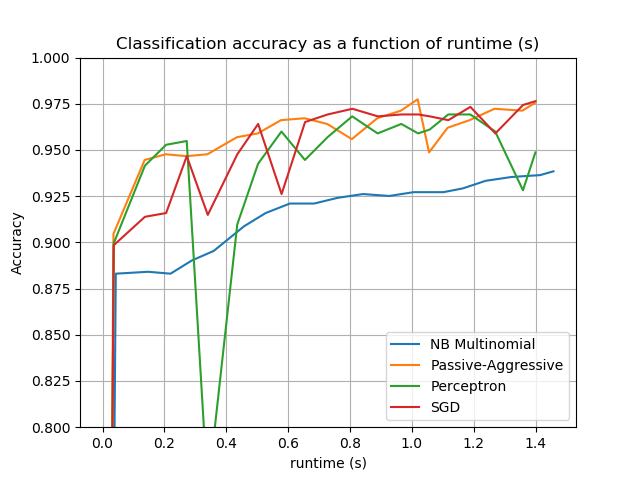 Classification accuracy as a function of runtime (s)
1.000
0.975
0.950
0.925
0.900
0.875
0.850
0.825
0.800
Accuracy
0.0 0.2 0.4 0.6 0.8 1.0 1.2 1.4
runtime (s)
NB Multinomial
Passive-Aggressive
Perceptron
SGD